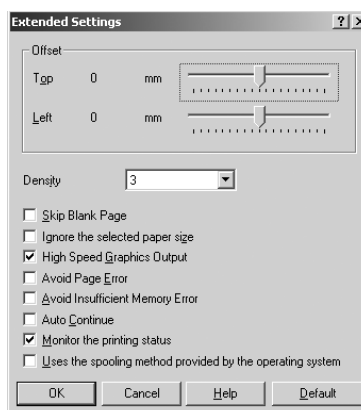 Extended Settings
Offset
Top 0 mm
Left 0 mm
Density 3
Skip Blank Page
Ignore the selected paper size
High Speed Graphics Output
Avoid Page Error
Avoid Insufficient Memory Error
Auto Continue
Monitor the printing status
Uses the spooling method provided by the operating system
OK Cancel Help Default